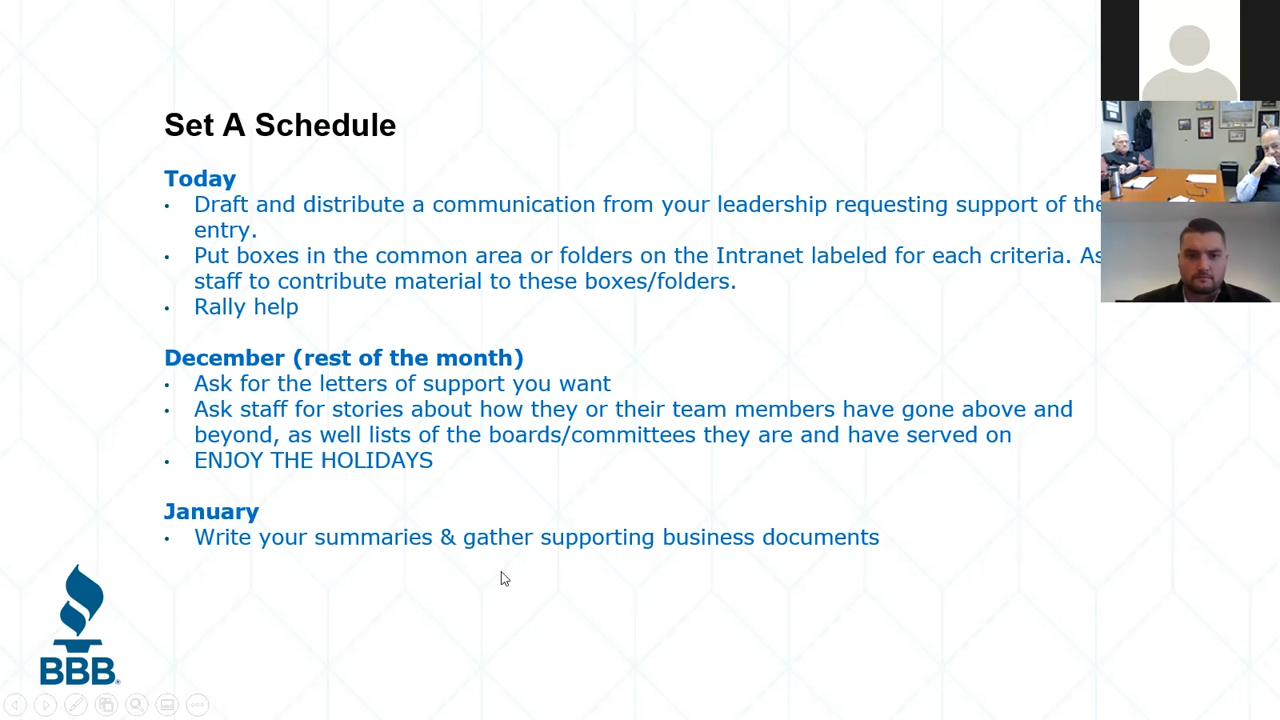 Set A Schedule
Today
• Draft and distribute a communication from your leadership requesting support of the
entry.
• Put boxes in the common area or folders on the Intranet labeled for each criteria. As
staff to contribute material to these boxes/folders.
• Rally help
December (rest of the month)
• Ask for the letters of support you want
• Ask staff for stories about how they or their team members have gone above and
beyond, as well lists of the boards/committees they are and have served on
• ENJOY THE HOLIDAYS
January
• Write your summaries & gather supporting business documents
BBB